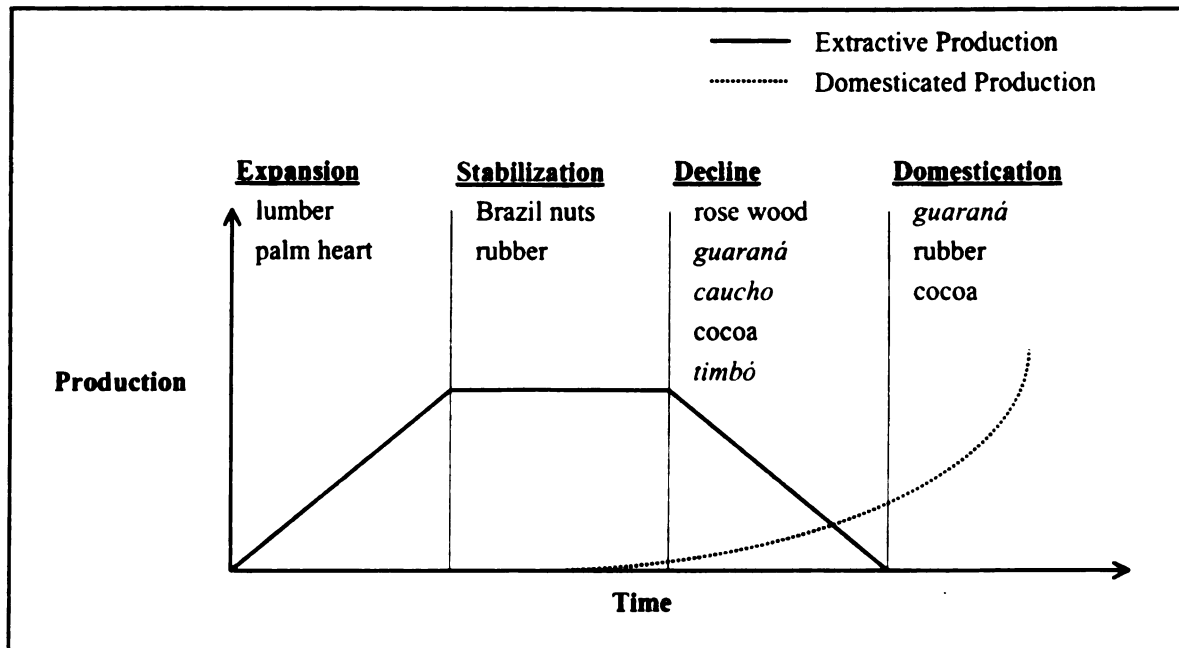 Extractive Production
Domesticated Production
Expansion
lumber
palm heart
Stabilization
Brazil nuts
rubber
Decline
rose wood
guaraná
caucho
cocoa
timbó
Domestication
guaraná
rubber
cocoa
Production
Time